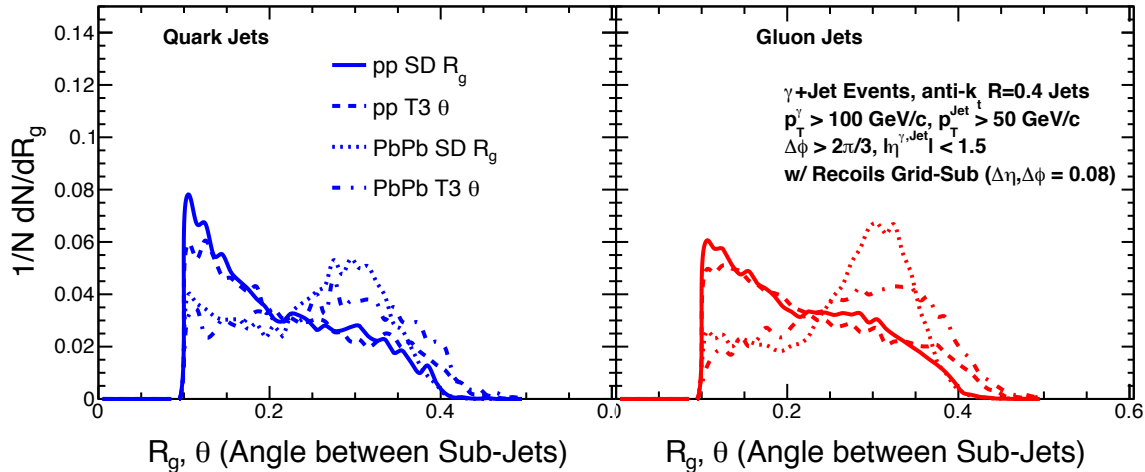 Quark Jets
pp SD R_g
pp T3 θ
PbPb SD R_g
PbPb T3 θ
Gluon Jets
γ+Jet Events, anti-k_t R=0.4 Jets
p_T^γ > 100 GeV/c, p_T^Jet > 50 GeV/c
Δϕ > 2π/3, |η^γ,Jet| < 1.5
w/ Recoils Grid-Sub (Δη,Δϕ = 0.08)
1/N dN/dR_g
0.14
0.12
0.1
0.08
0.06
0.04
0.02
0
0 0.2 0.4 0.
0.2 0.4 0.6
R_g, θ (Angle between Sub-Jets)
R_g, θ (Angle between Sub-Jets)